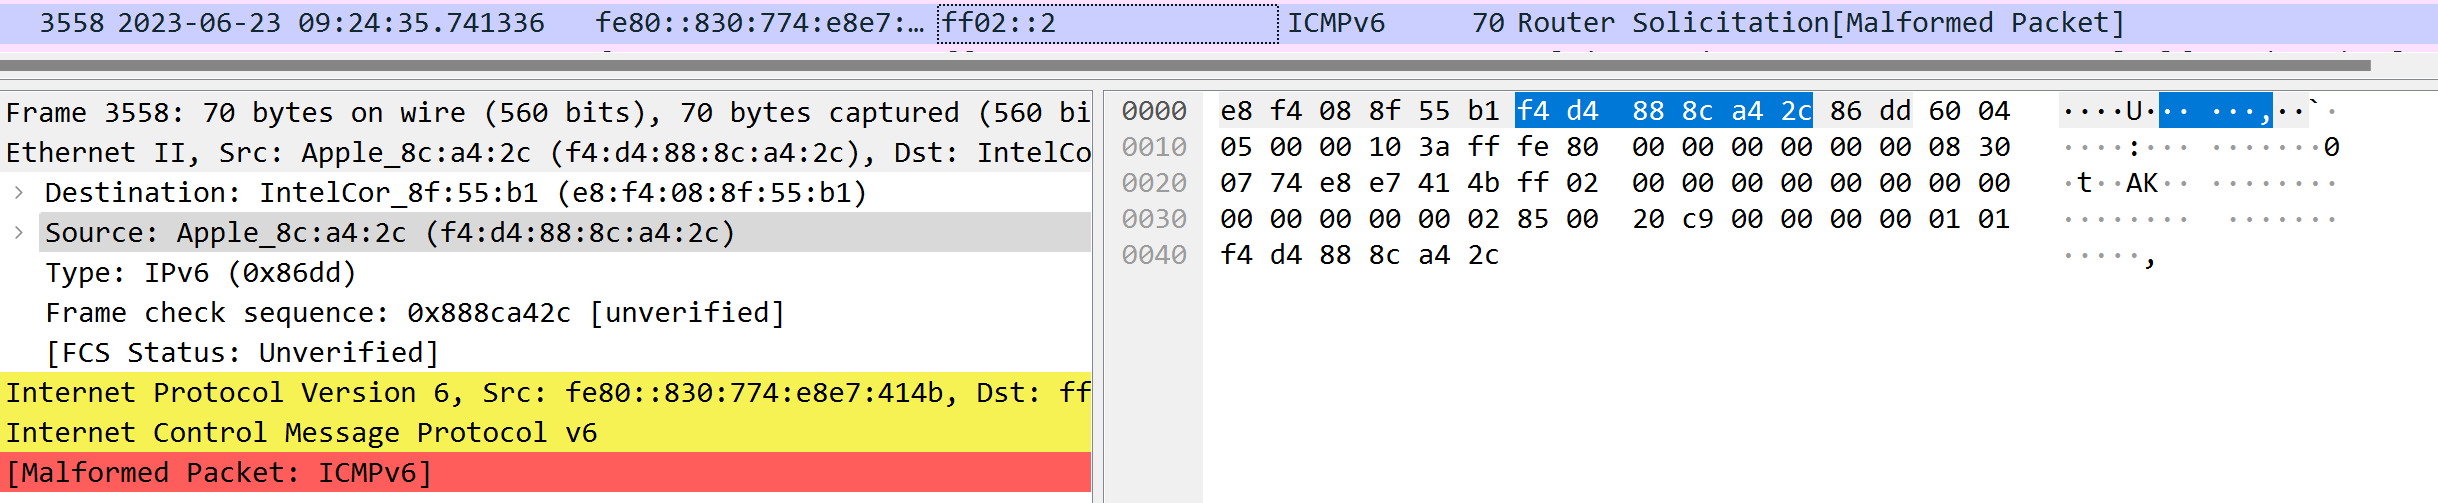 3558 2023-06-23 09:24:35.741336 fe80::830:774:e8e7:… ff02::2 ICMPv6 70 Router Solicitation[Malformed Packet]
Frame 3558: 70 bytes on wire (560 bits), 70 bytes captured (560 bi
Ethernet II, Src: Apple_8c:a4:2c (f4:d4:88:8c:a4:2c), Dst: IntelCo
Destination: IntelCor_8f:55:b1 (e8:f4:08:8f:55:b1)
Source: Apple_8c:a4:2c (f4:d4:88:8c:a4:2c)
Type: IPv6 (0x86dd)
Frame check sequence: 0x888ca42c [unverified]
[FCS Status: Unverified]
Internet Protocol Version 6, Src: fe80::830:774:e8e7:414b, Dst: ff
Internet Control Message Protocol v6
[Malformed Packet: ICMPv6]
0000 e8 f4 08 8f 55 b1 f4 d4 88 8c a4 2c 86 dd 60 04 ····U··· ···,··`·
0010 05 00 00 10 3a ff fe 80 00 00 00 00 00 00 08 30 ····:··· ·······0
0020 07 74 e8 e7 41 4b ff 02 00 00 00 00 00 00 00 00 ·t··AK·· ········
0030 00 00 00 00 00 02 85 00 20 c9 00 00 00 00 01 01 ········ ·······
0040 f4 d4 88 8c a4 2c ·····,